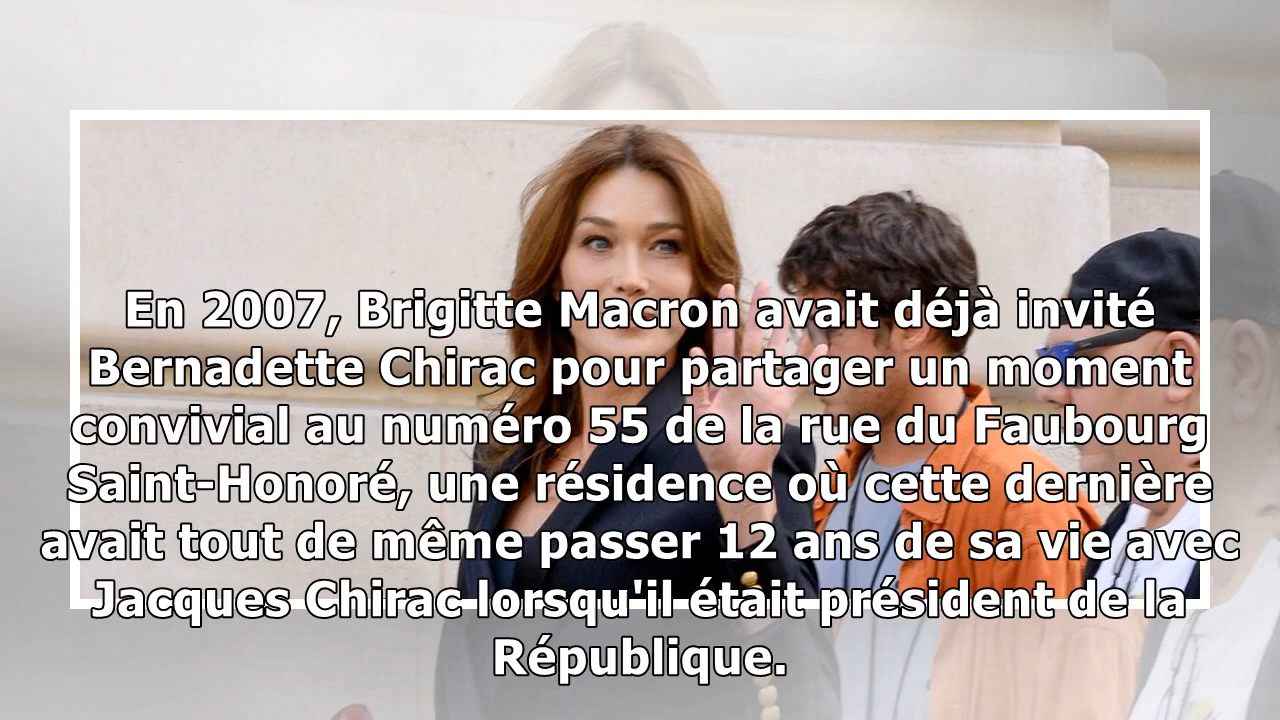 En 2007, Brigitte Macron avait déjà invité
Bernadette Chirac pour partager un moment
convivial au numéro 55 de la rue du Faubourg
Saint-Honoré, une résidence où cette dernière
avait tout de même passer 12 ans de sa vie avec
Jacques Chirac lorsqu'il était président de la
République.